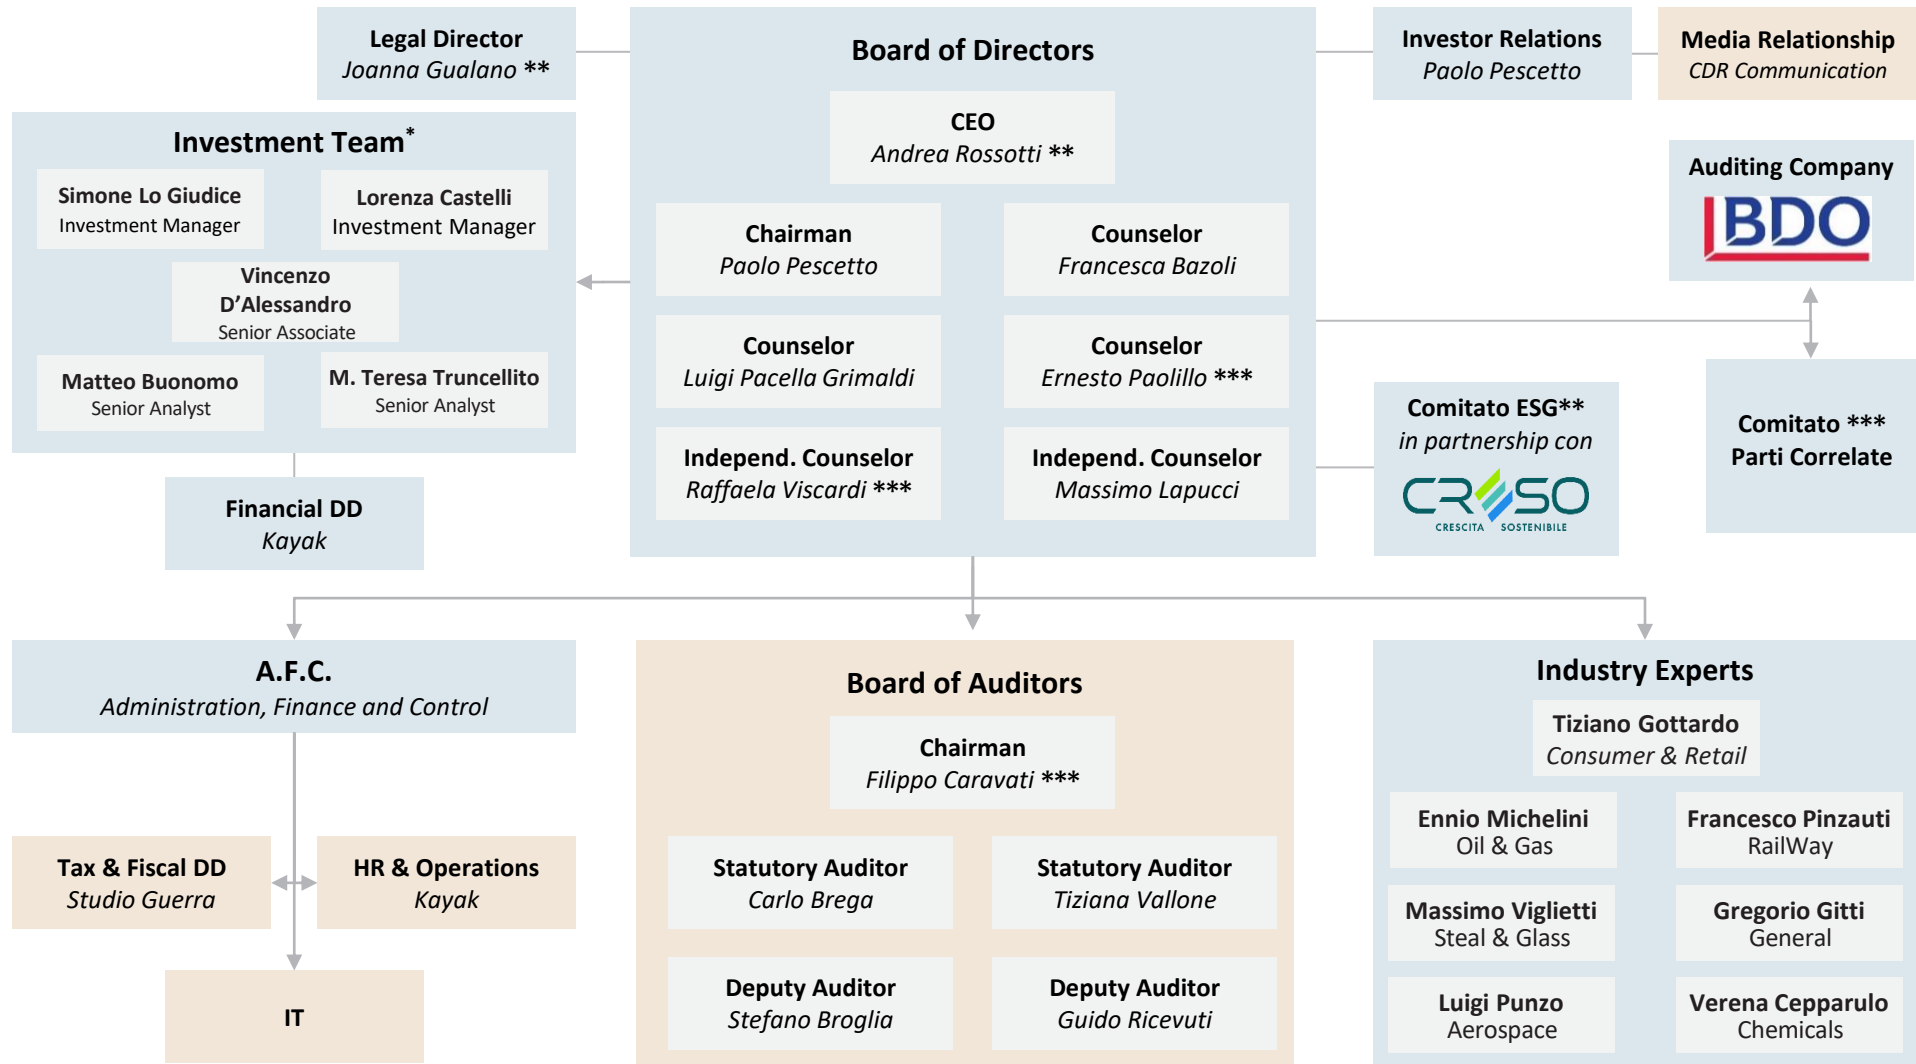 Legal Director
Joanna Gualano **
Board of Directors
CEO
Andrea Rossotti **
Chairman
Paolo Pescetto
Counselor
Francesca Bazoli
Counselor
Luigi Pacella Grimaldi
Counselor
Ernesto Paolillo ***
Independ. Counselor
Raffaela Viscardi ***
Independ. Counselor
Massimo Lapucci
Investor Relations
Paolo Pescetto
Media Relationship
CDR Communication
Investment Team*
Simone Lo Giudice
Investment Manager
Lorenza Castelli
Investment Manager
Vincenzo
D’Alessandro
Senior Associate
Matteo Buonomo
Senior Analyst
M. Teresa Truncellito
Senior Analyst
Financial DD
Kayak
Auditing Company
BDO
Comitato ESG**
in partnership con
CRESO
CRESCITA SOSTENIBILE
Comitato ***
Parti Correlate
A.F.C.
Administration, Finance and Control
Tax & Fiscal DD
Studio Guerra
HR & Operations
Kayak
IT
Board of Auditors
Chairman
Filippo Caravati ***
Statutory Auditor
Carlo Brega
Statutory Auditor
Tiziana Vallone
Deputy Auditor
Stefano Broglia
Deputy Auditor
Guido Ricevuti
Industry Experts
Tiziano Gottardo
Consumer & Retail
Ennio Michelini
Oil & Gas
Francesco Pinzauti
RailWay
Massimo Viglietti
Steal & Glass
Gregorio Gitti
General
Luigi Punzo
Aerospace
Verena Cepparulo
Chemicals